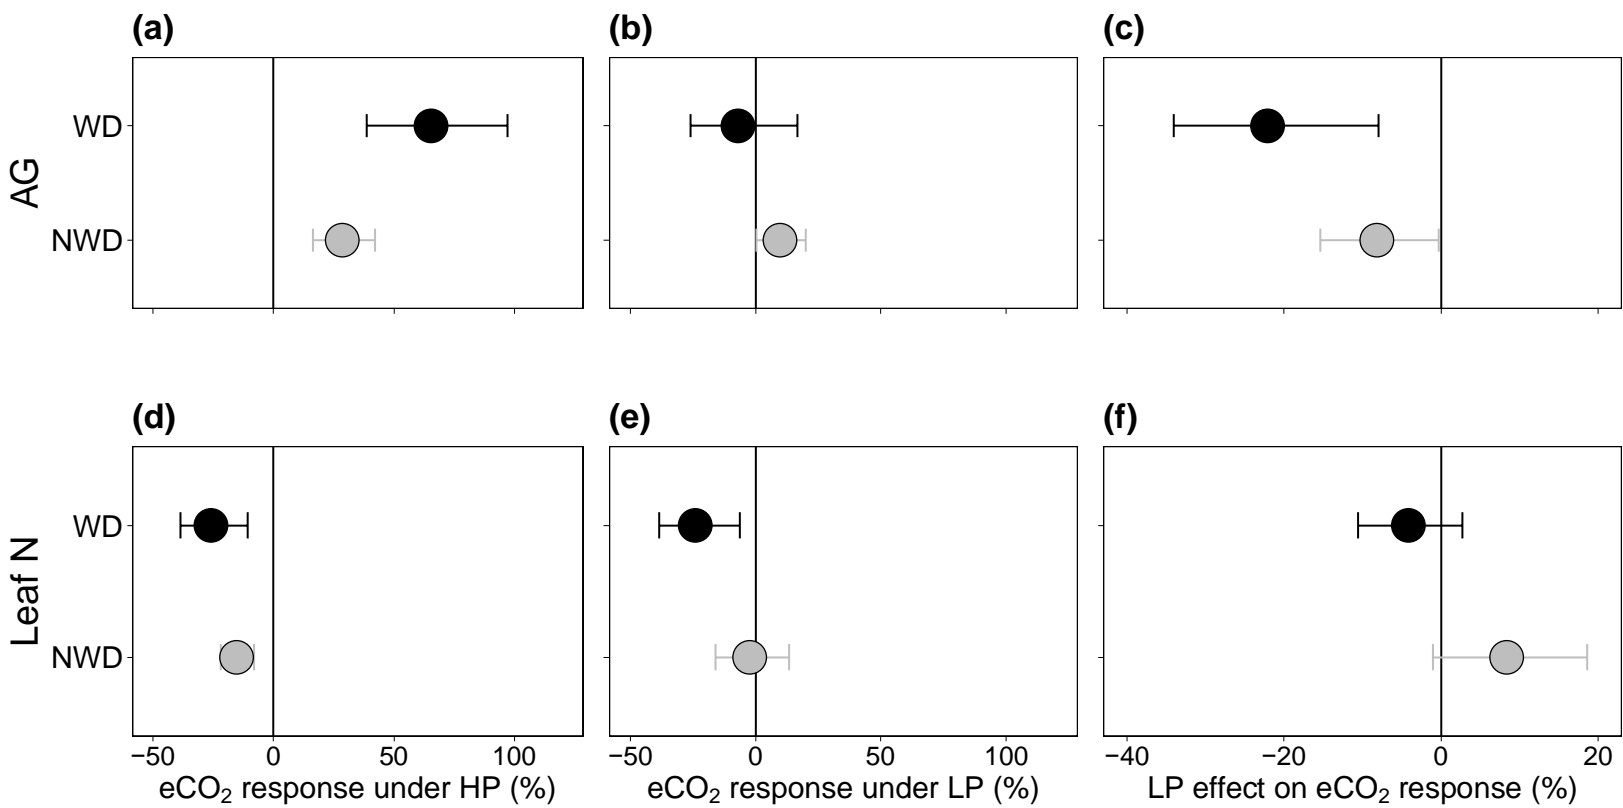 (a) (b) (c)
AG
WD
NWD
(d) (e) (f)
Leaf N
WD
NWD
−50 0 50 100 −50 0 50 100 −40 −20 0 20
eCO₂ response under HP (%) eCO₂ response under LP (%) LP effect on eCO₂ response (%)